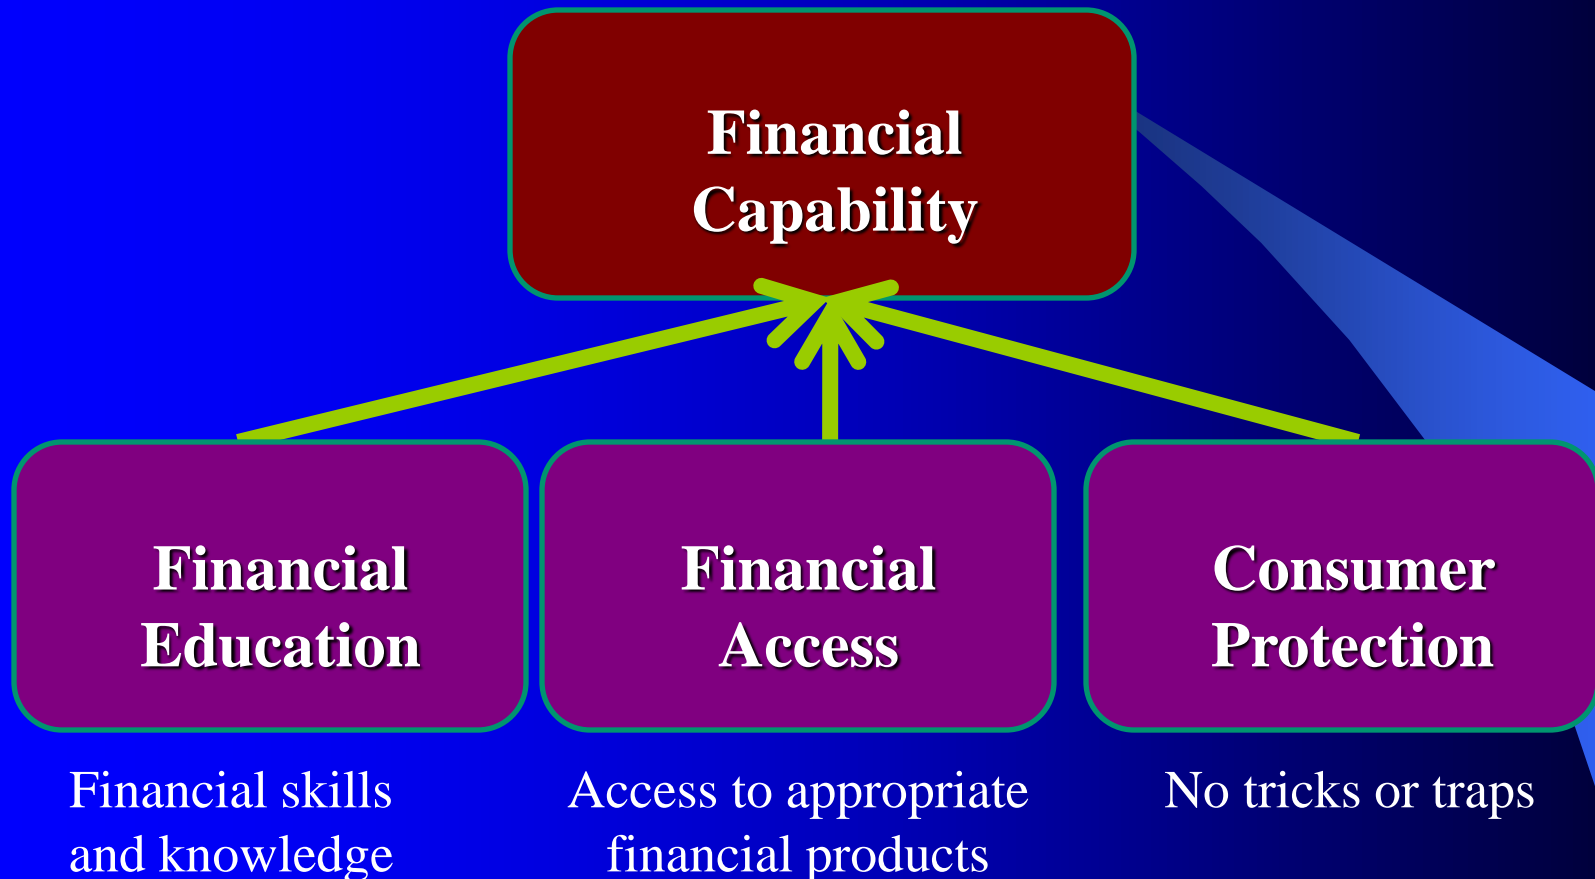 Financial
Capability
Financial
Education
Financial
Access
Consumer
Protection
Financial skills
and knowledge
Access to appropriate
financial products
No tricks or traps